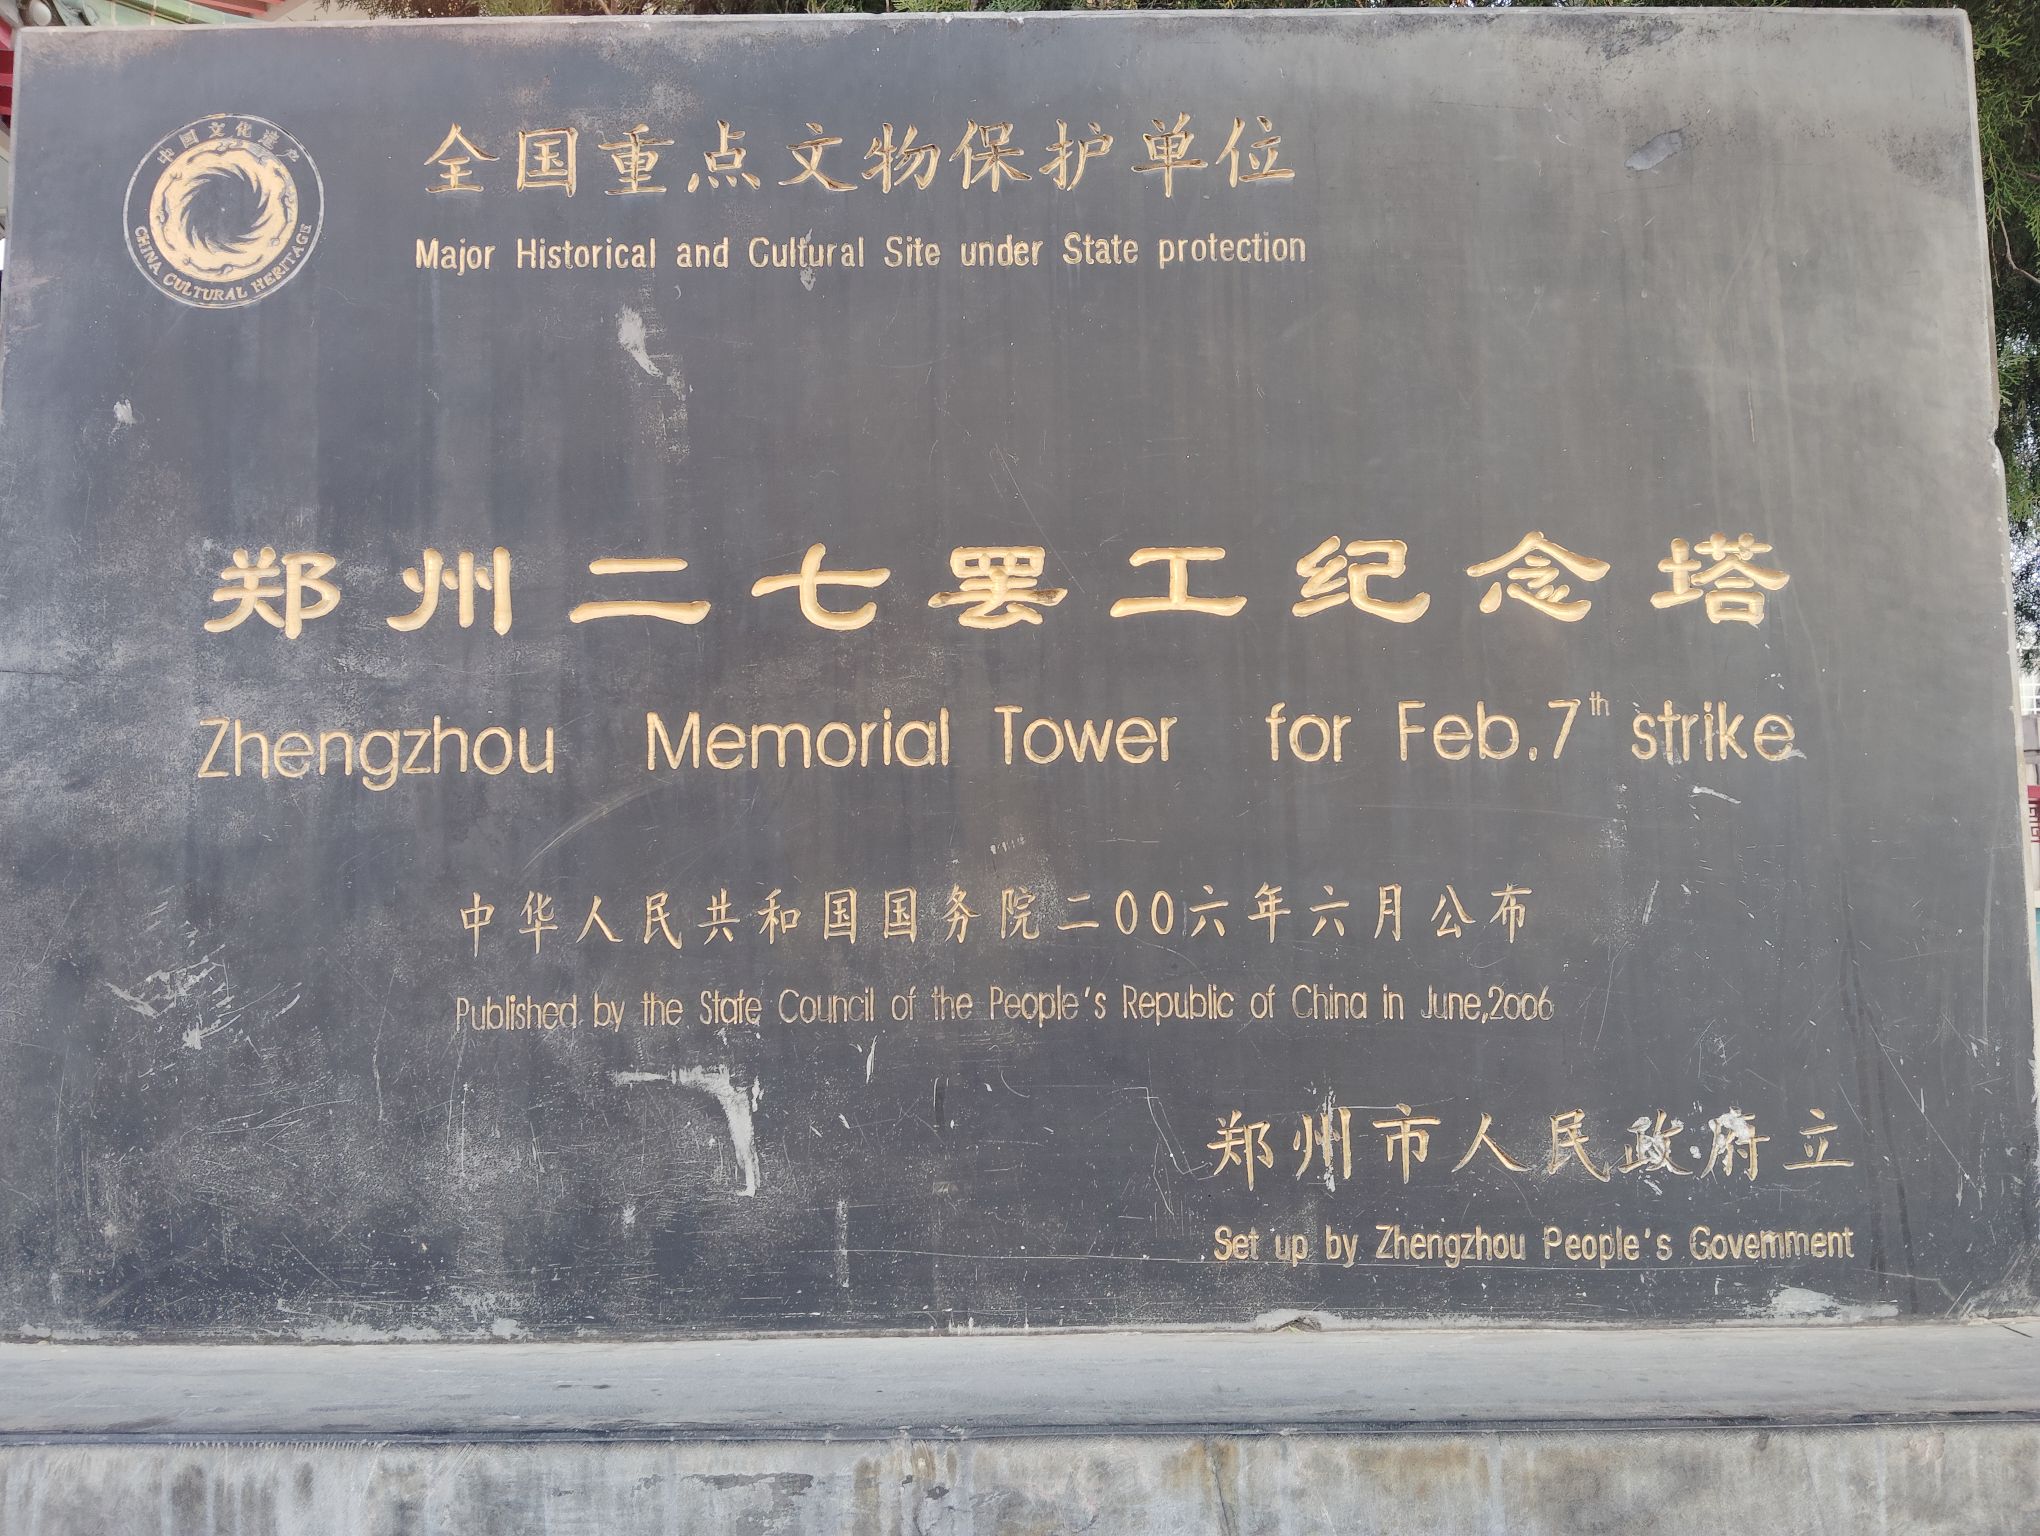 中国文化遗产
CHINA CULTURAL HERITAGE
全国重点文物保护单位
Major Historical and Cultural Site under State protection
郑州二七罢工纪念塔
Zhengzhou Memorial Tower for Feb.7th strike
中华人民共和国国务院二00六年六月公布
Published by the State Council of the People's Republic of China in June,2006
郑州市人民政府立
Set up by Zhengzhou People's Government